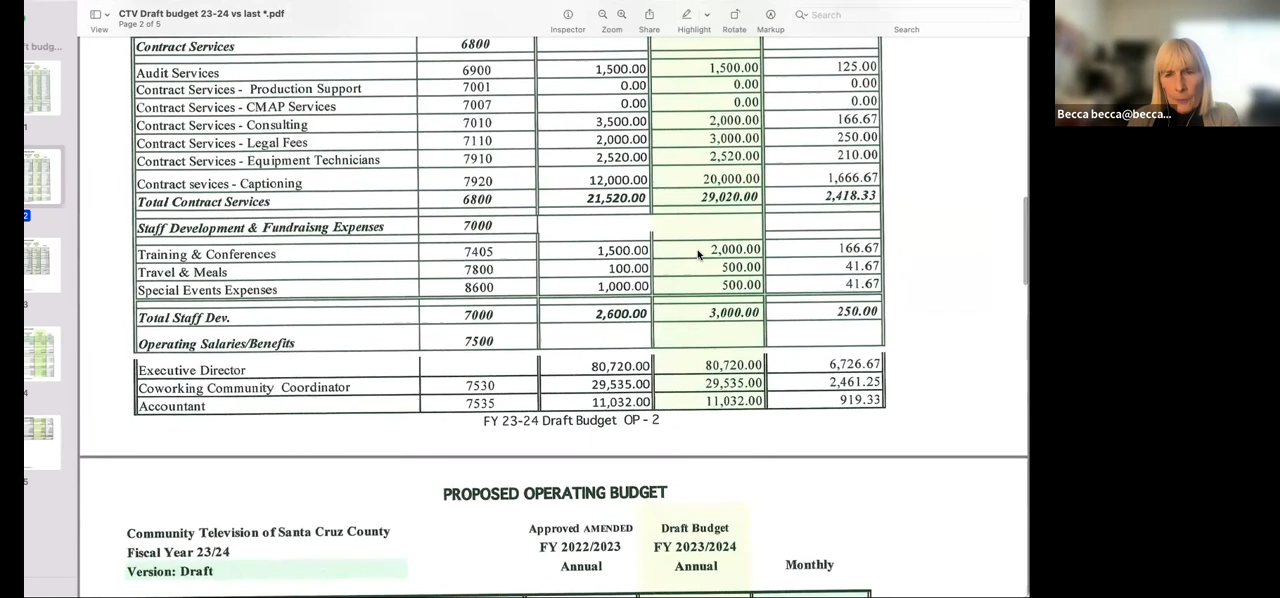 CTV Draft budget 23-24 vs last *.pdf
Page 2 of 5
View
Inspector
Zoom
Share
Highlight
Rotate
Markup
Search
Search
ft budg...
Contract Services 6800
Audit Services 6900 1,500.00 1,500.00 125.00
Contract Services - Production Support 7001 0.00 0.00 0.00
Contract Services - CMAP Services 7007 0.00 0.00 0.00
Contract Services - Consulting 7010 3,500.00 2,000.00 166.67
Contract Services - Legal Fees 7110 2,000.00 3,000.00 250.00
Contract Services - Equipment Technicians 7910 2,520.00 2,520.00 210.00
Contract sevices - Captioning 7920 12,000.00 20,000.00 1,666.67
Total Contract Services 6800 21,520.00 29,020.00 2,418.33
Staff Development & Fundraisng Expenses 7000
Training & Conferences 7405 1,500.00 2,000.00 166.67
Travel & Meals 7800 100.00 500.00 41.67
Special Events Expenses 8600 1,000.00 500.00 41.67
Total Staff Dev. 7000 2,600.00 3,000.00 250.00
Operating Salaries/Benefits 7500
Executive Director 80,720.00 80,720.00 6,726.67
Coworking Community Coordinator 7530 29,535.00 29,535.00 2,461.25
Accountant 7535 11,032.00 11,032.00 919.33
FY 23-24 Draft Budget OP - 2
PROPOSED OPERATING BUDGET
Community Television of Santa Cruz County
Fiscal Year 23/24
Version: Draft
Approved AMENDED
FY 2022/2023
Annual
Draft Budget
FY 2023/2024
Annual
Monthly
2
3
4
5
Becca becca@becca...